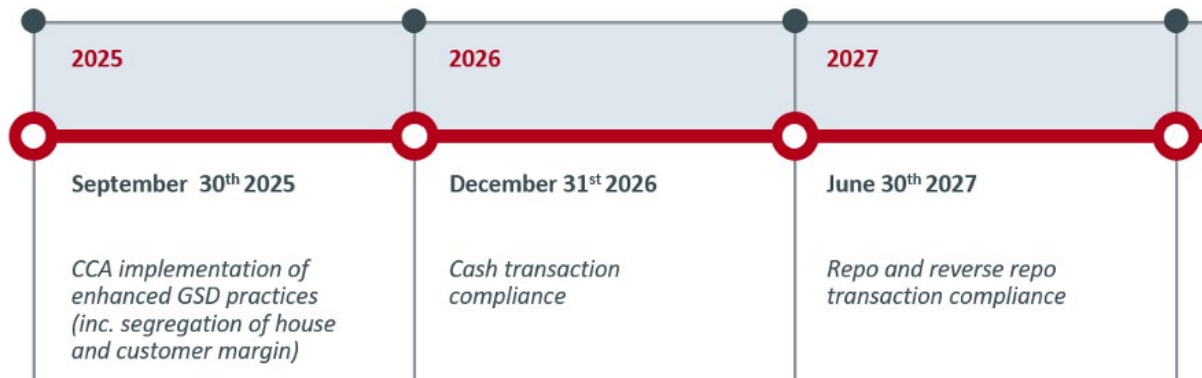 2025
2026
2027
September 30th 2025
December 31st 2026
June 30th 2027
CCA implementation of
enhanced GSD practices
(inc. segregation of house
and customer margin)
Cash transaction
compliance
Repo and reverse repo
transaction compliance